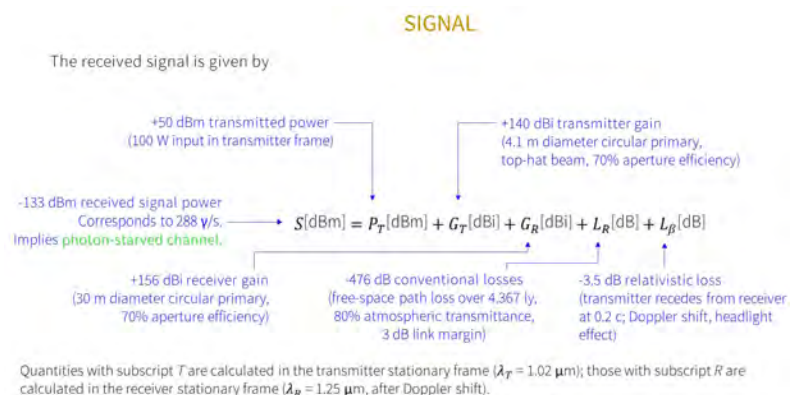 SIGNAL
The received signal is given by
+50 dBm transmitted power
(100 W input in transmitter frame)
+140 dBi transmitter gain
(4.1 m diameter circular primary,
top-hat beam, 70% aperture efficiency)
-133 dBm received signal power
Corresponds to 288 γ/s.
Implies photon-starved channel.
S[dBm] = P_T[dBm] + G_T[dBi] + G_R[dBi] + L_R[dB] + L_β[dB]
+156 dBi receiver gain
(30 m diameter circular primary,
70% aperture efficiency)
-476 dB conventional losses
(free-space path loss over 4.367 ly,
80% atmospheric transmittance,
3 dB link margin)
-3.5 dB relativistic loss
(transmitter recedes from receiver
at 0.2 c; Doppler shift, headlight
effect)
Quantities with subscript T are calculated in the transmitter stationary frame (λ_T = 1.02 μm); those with subscript R are
calculated in the receiver stationary frame (λ_R = 1.25 μm, after Doppler shift).